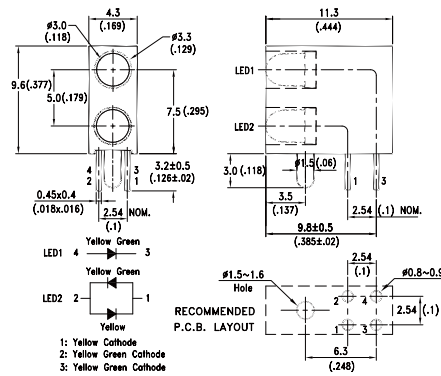 4.3
(.169)
ø3.0
(.118)
ø3.3
(.129)
9.6(.377)
5.0(.179)
7.5(.295)
4
2
3
1
3.2±0.5
(.126±.02)
0.45x0.4
(.018x.016)
2.54 NOM.
(.1)
11.3
(.444)
LED1
LED2
3.0(.118)
ø1.5(.06)
3.5
(.137)
2.54 (.1) NOM.
9.8±0.5
(.385±.02)
Yellow Green
LED1 4 3
Yellow Green
LED2 2 1
Yellow
1: Yellow Cathode
2: Yellow Green Cathode
3: Yellow Green Cathode
ø1.5~1.6
Hole
2.54
(.1)
ø0.8~0.9
2 4
1 3
2.54 (.1)
RECOMMENDED
P.C.B. LAYOUT
6.3
(.248)